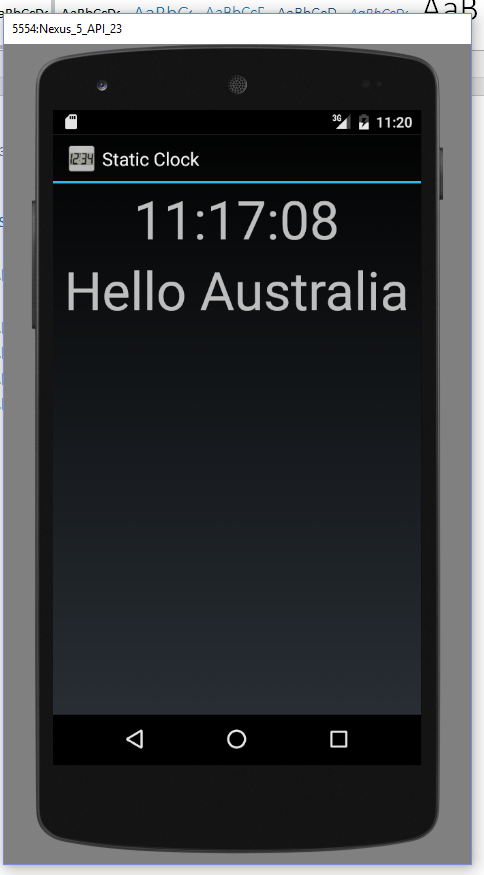 5554:Nexus_5_API_23
3G 11:20
1234 Static Clock
11:17:08
Hello Australia